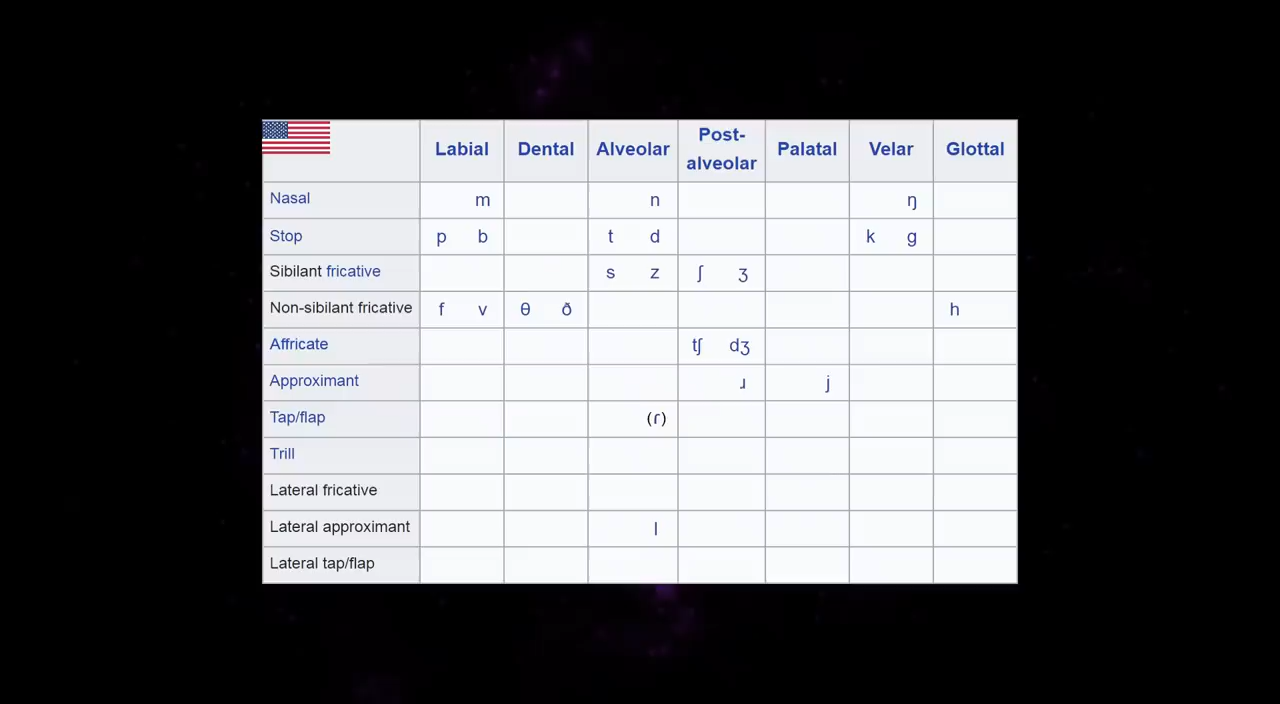 Labial Dental Alveolar Post-alveolar Palatal Velar Glottal
Nasal m n ŋ
Stop p b t d k g
Sibilant fricative s z ʃ ʒ
Non-sibilant fricative f v θ ð h
Affricate tʃ dʒ
Approximant ɹ j
Tap/flap (ɾ)
Trill
Lateral fricative
Lateral approximant l
Lateral tap/flap